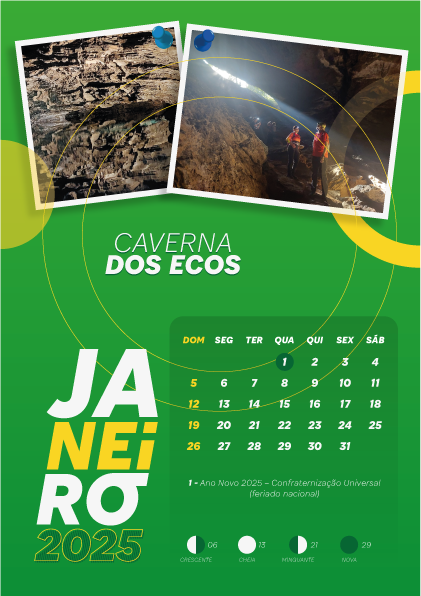 CAVERNA
DOS ECOS
JA
NEi
RO
2025
DOM SEG TER QUA QUI SEX SÁB
1 2 3 4
5 6 7 8 9 10 11
12 13 14 15 16 17 18
19 20 21 22 23 24 25
26 27 28 29 30 31
1 - Ano Novo 2025 – Confraternização Universal
(feriado nacional)
06 13 21 29
CRESCENTE CHEIA MINGUANTE NOVA